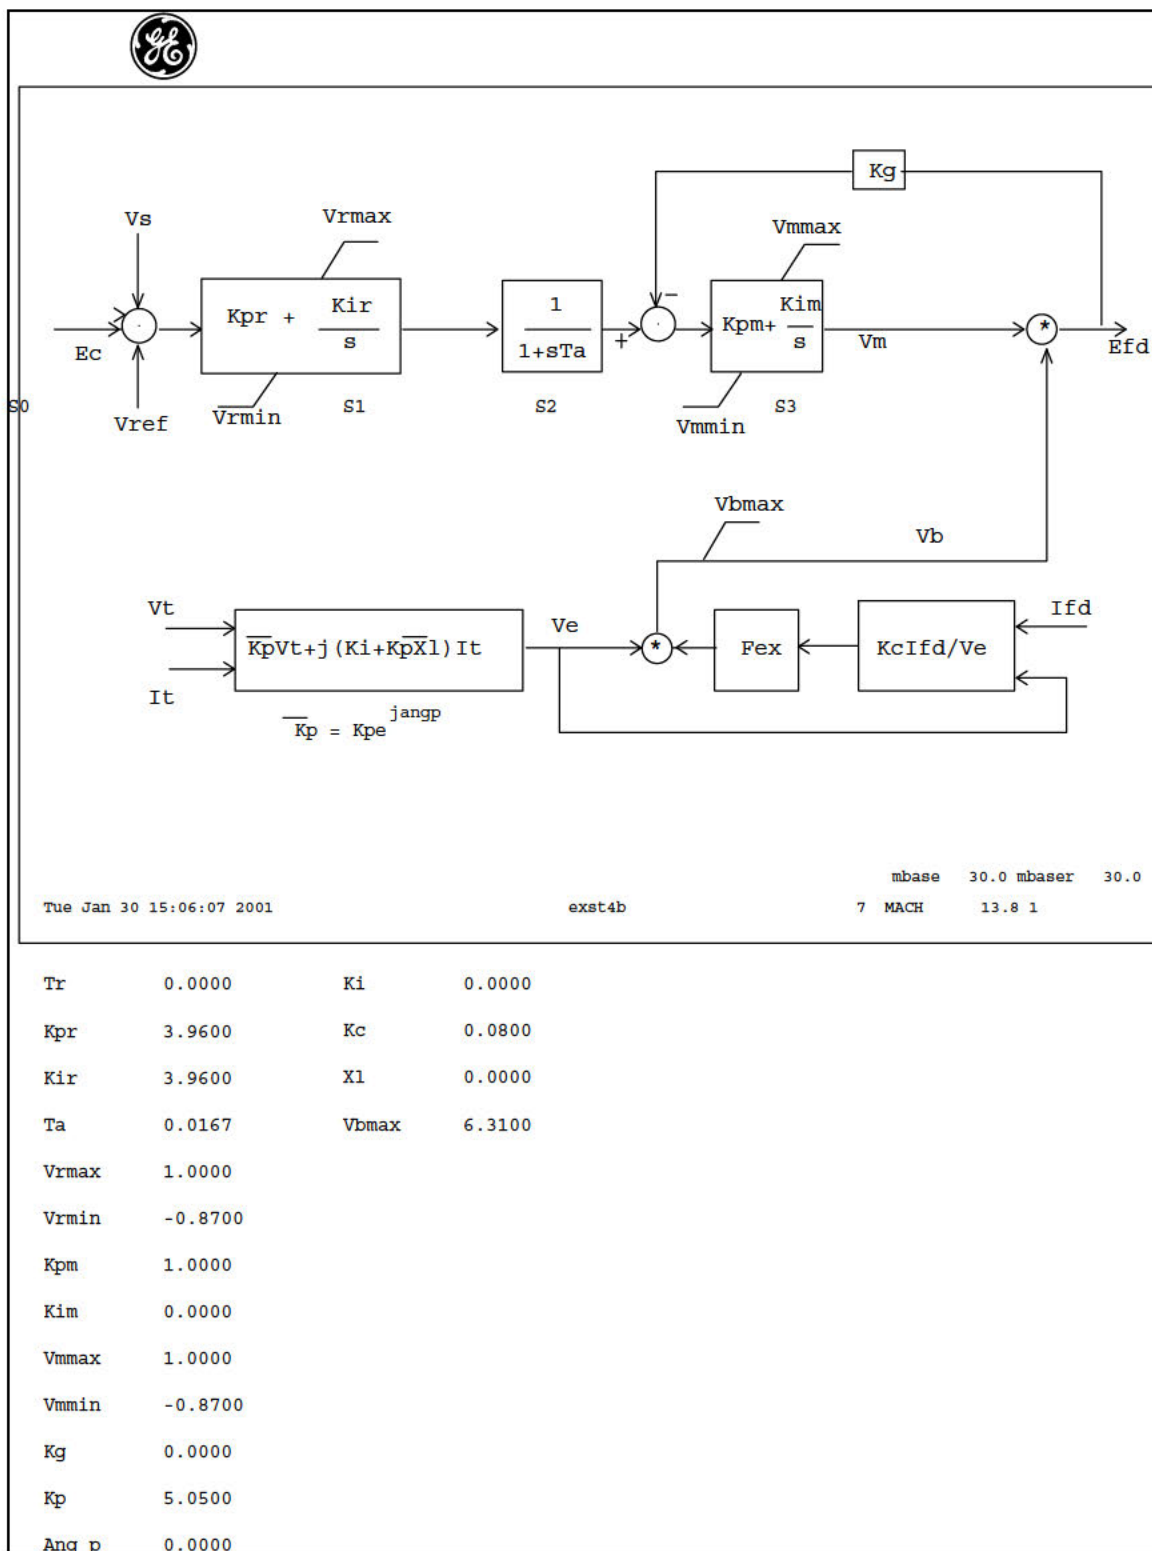 GE
Kg
Vs
Vrmax
Vmmax
Kpr + Kir
s
1
1+sTa
Kpm+ Kim
s
*
−
+
Ec
Vm
Efd
S0
Vref
Vrmin
S1
S2
Vmmin
S3
Vbmax
Vb
Vt
Ve
Ifd
KpVt+j(Ki+KpXl)It
*
Fex
KcIfd/Ve
It
Kp = Kpe jangp
mbase 30.0 mbaser 30.0
Tue Jan 30 15:06:07 2001 exst4b 7 MACH 13.8 1
Tr 0.0000 Ki 0.0000
Kpr 3.9600 Kc 0.0800
Kir 3.9600 Xl 0.0000
Ta 0.0167 Vbmax 6.3100
Vrmax 1.0000
Vrmin -0.8700
Kpm 1.0000
Kim 0.0000
Vmmax 1.0000
Vmmin -0.8700
Kg 0.0000
Kp 5.0500
Ang p 0.0000